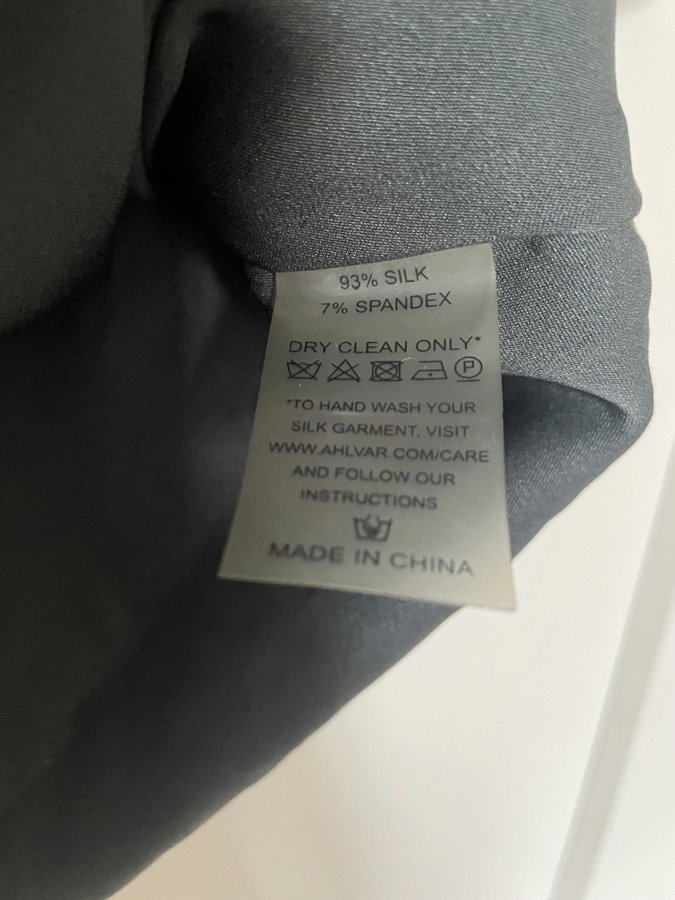 93% SILK
7% SPANDEX
DRY CLEAN ONLY*
P
*TO HAND WASH YOUR
SILK GARMENT, VISIT
WWW.AHLVAR.COM/CARE
AND FOLLOW OUR
INSTRUCTIONS
MADE IN CHINA